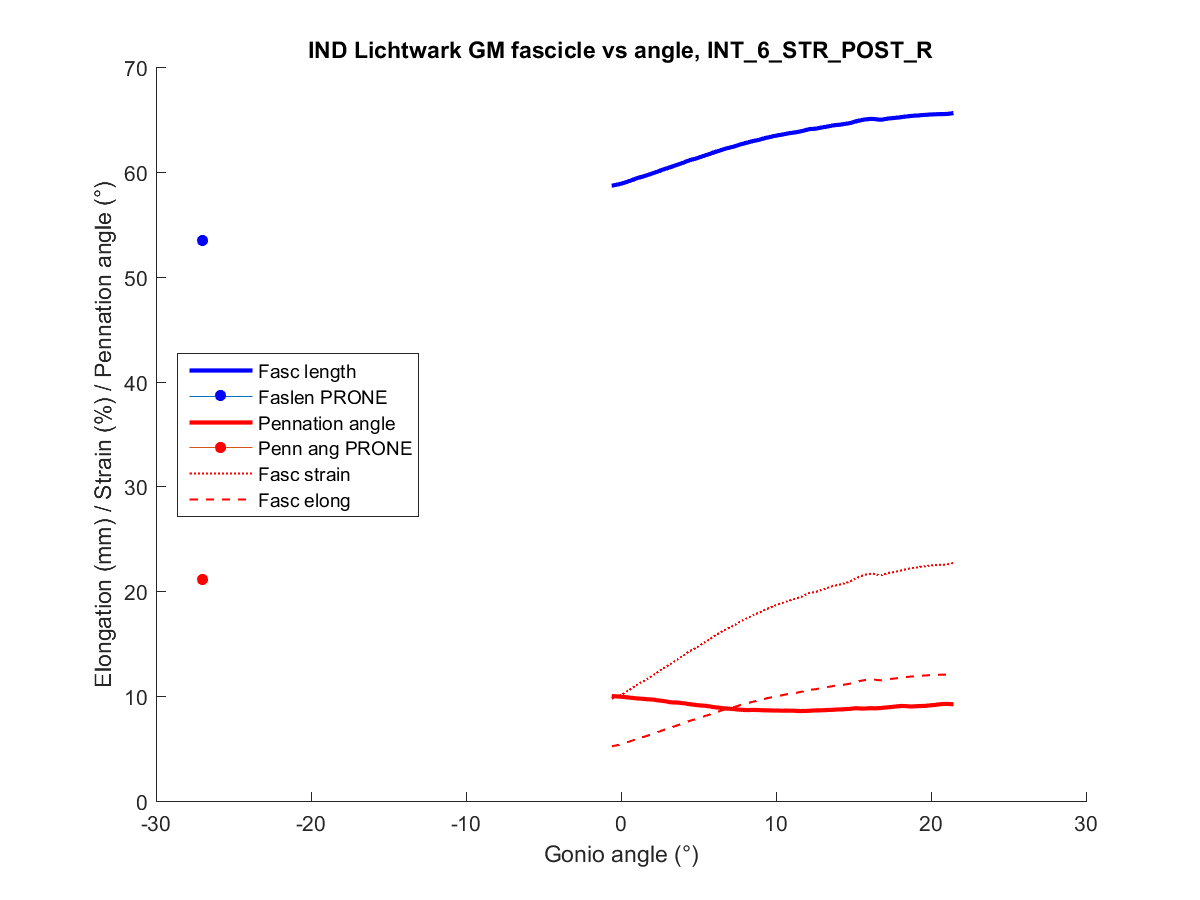 IND Lichtwark GM fascicle vs angle, INT_6_STR_POST_R
Elongation (mm) / Strain (%) / Pennation angle (°)
70
60
50
40
30
20
10
0
Fasc length
Faslen PRONE
Pennation angle
Penn ang PRONE
Fasc strain
Fasc elong
-30 -20 -10 0 10 20 30
Gonio angle (°)